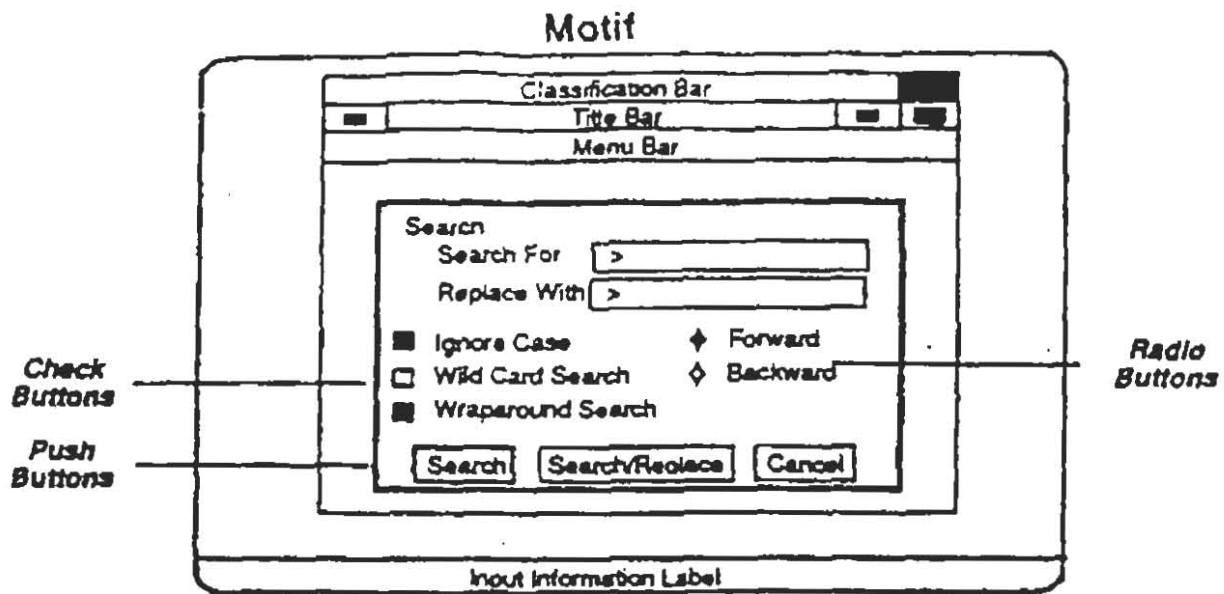 Motif
Classification Bar
Title Bar
Menu Bar
Search
Search For >
Replace With >
Ignore Case
Forward
Wild Card Search
Backward
Wraparound Search
Search
Search/Replace
Cancel
Check
Buttons
Push
Buttons
Radio
Buttons
Input Information Label